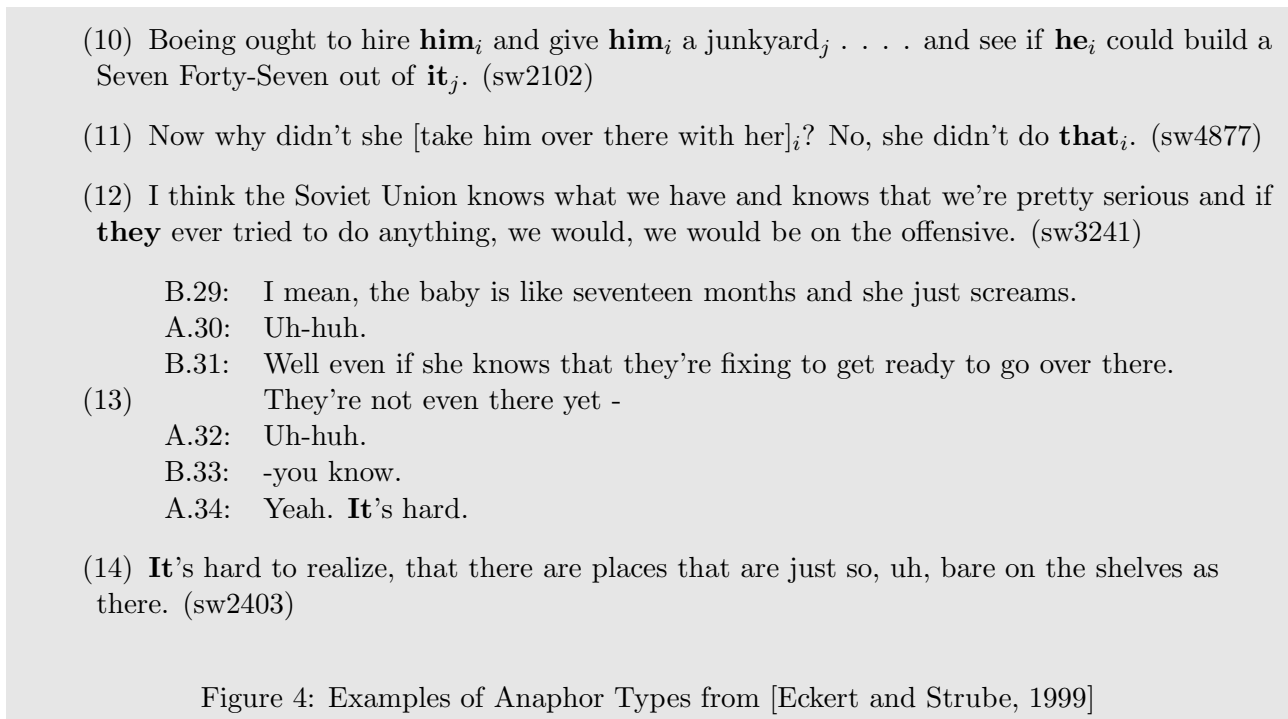 (10) Boeing ought to hire him_i and give him_i a junkyard_j . . . . and see if he_i could build a
Seven Forty-Seven out of it_j. (sw2102)
(11) Now why didn't she [take him over there with her]_i? No, she didn't do that_i. (sw4877)
(12) I think the Soviet Union knows what we have and knows that we're pretty serious and if
they ever tried to do anything, we would, we would be on the offensive. (sw3241)
B.29: I mean, the baby is like seventeen months and she just screams.
A.30: Uh-huh.
B.31: Well even if she knows that they're fixing to get ready to go over there.
(13) They're not even there yet -
A.32: Uh-huh.
B.33: -you know.
A.34: Yeah. It's hard.
(14) It's hard to realize, that there are places that are just so, uh, bare on the shelves as
there. (sw2403)
Figure 4: Examples of Anaphor Types from [Eckert and Strube, 1999]